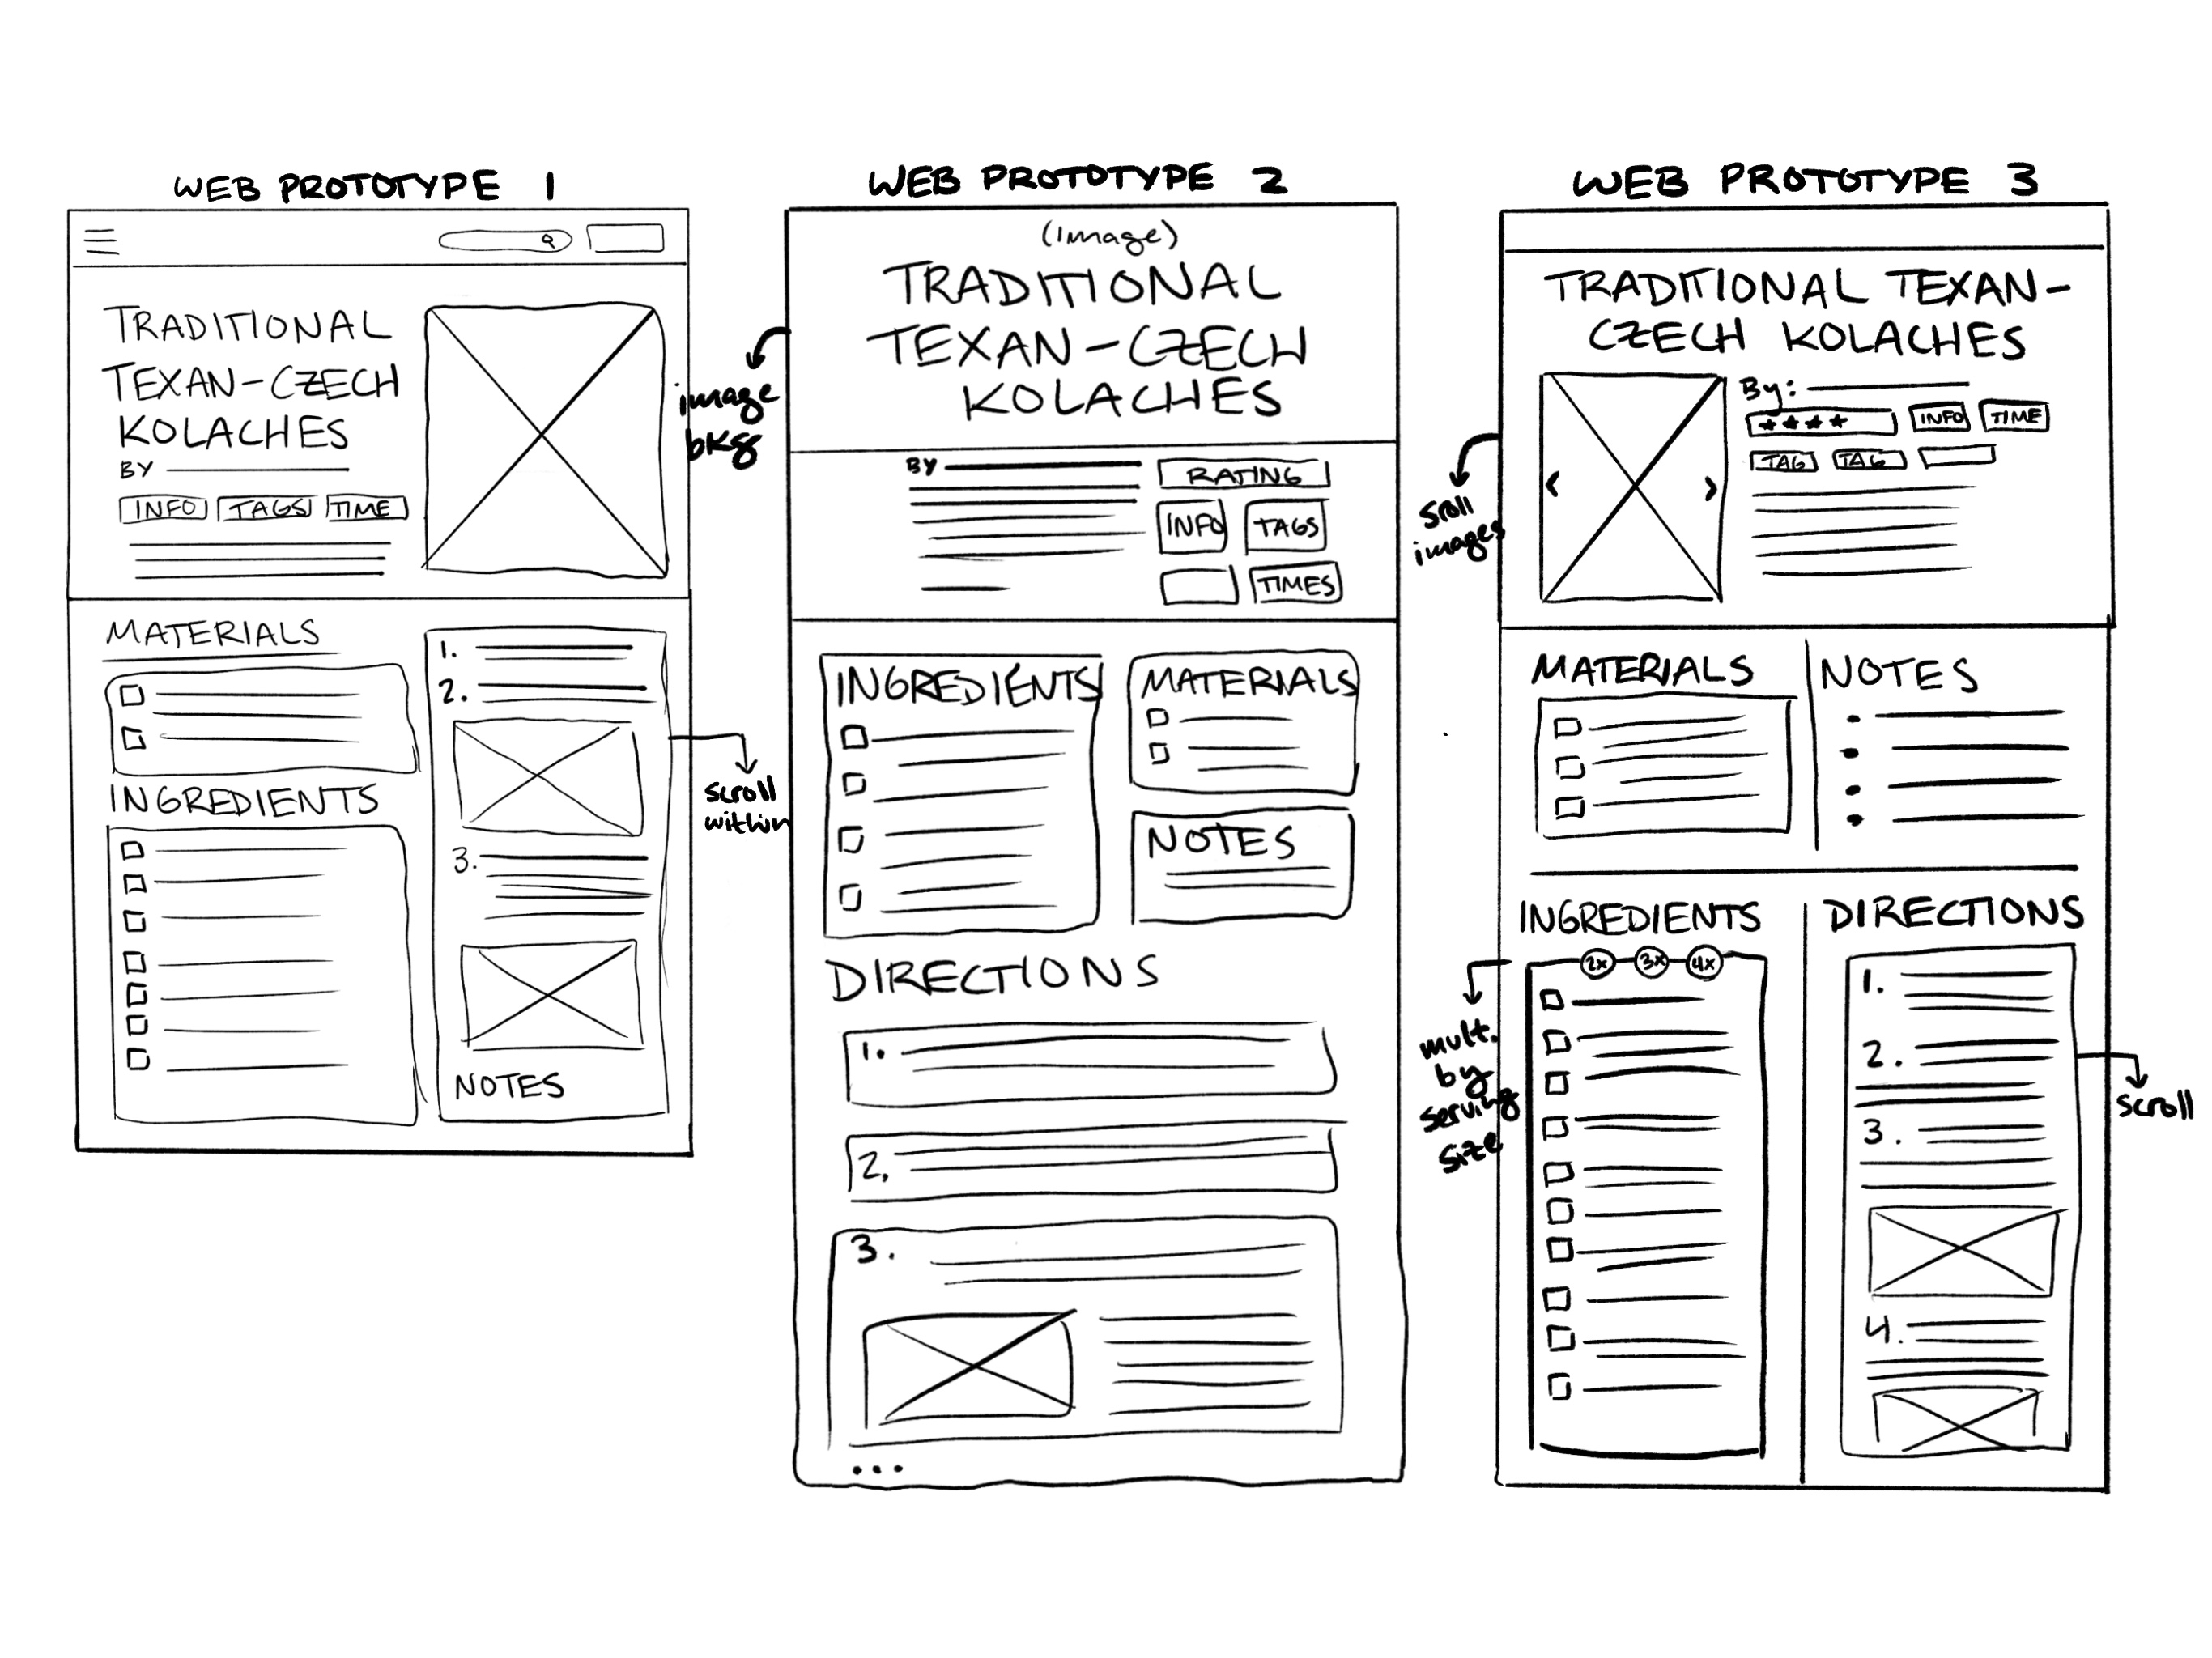 WEB PROTOTYPE 1
TRADITIONAL
TEXAN-CZECH
KOLACHES
BY
INFO TAGS TIME
MATERIALS
INGREDIENTS
1.
2.
3.
NOTES
scroll
within
WEB PROTOTYPE 2
(image)
TRADITIONAL
TEXAN-CZECH
KOLACHES
image
bkg
BY
RATING
INFO TAGS
TIMES
INGREDIENTS
MATERIALS
NOTES
DIRECTIONS
1.
2.
3.
...
WEB PROTOTYPE 3
TRADITIONAL TEXAN-
CZECH KOLACHES
By:
★★★★ INFO TIME
TAG TAG
< >
Sroll
images
MATERIALS
NOTES
INGREDIENTS
2x 3x 4x
mult.
by
serving
size
DIRECTIONS
1.
2.
3.
4.
scroll